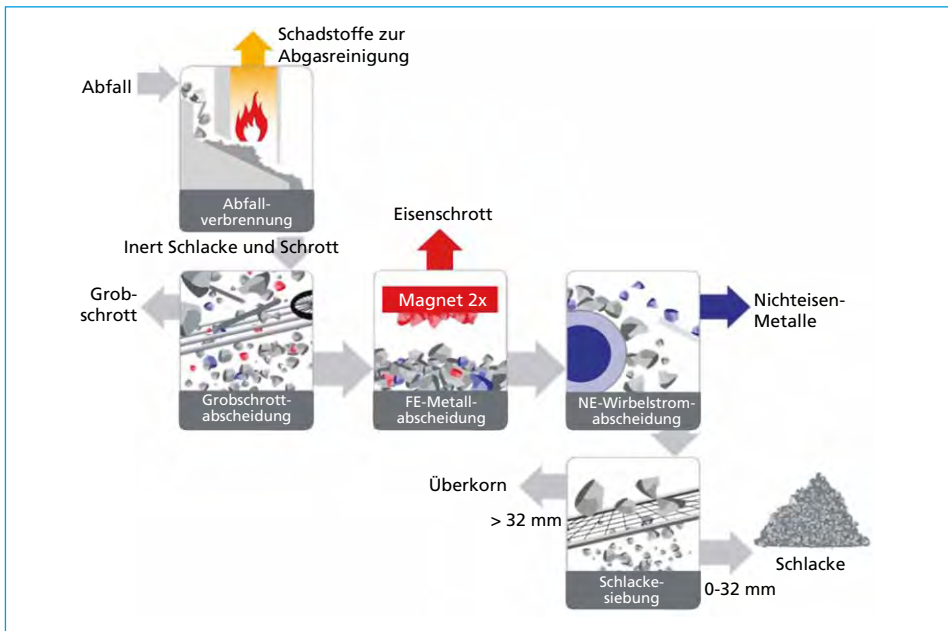 Schadstoffe zur
Abgasreinigung
Abfall
Abfall-
verbrennung
Inert Schlacke und Schrott
Eisenschrott
Grob-
schrott
Magnet 2x
Nichteisen-
Metalle
Grobschrott-
abscheidung
FE-Metall-
abscheidung
NE-Wirbelstrom-
abscheidung
Überkorn
> 32 mm
Schlacke-
siebung
0-32 mm
Schlacke